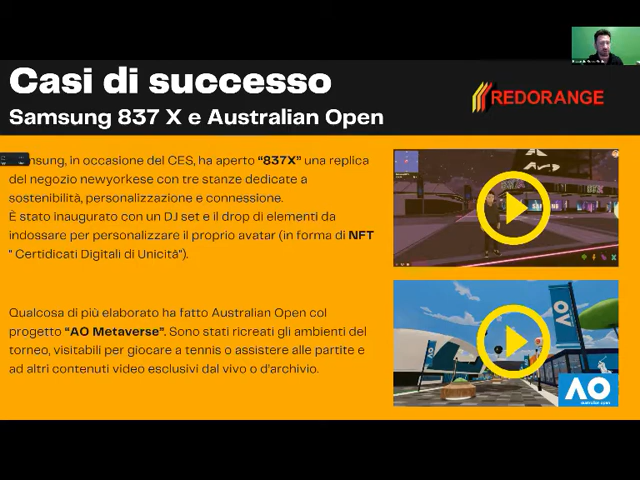 Casi di successo
Samsung 837 X e Australian Open
REDORANGE
nsung, in occasione del CES, ha aperto “837X” una replica
del negozio newyorkese con tre stanze dedicate a
sostenibilità, personalizzazione e connessione.
È stato inaugurato con un DJ set e il drop di elementi da
indossare per personalizzare il proprio avatar (in forma di NFT
" Certidicati Digitali di Unicità").
SAMSUNG
Qualcosa di più elaborato ha fatto Australian Open col
progetto “AO Metaverse”. Sono stati ricreati gli ambienti del
torneo, visitabili per giocare a tennis o assistere alle partite e
ad altri contenuti video esclusivi dal vivo o d'archivio.
AO